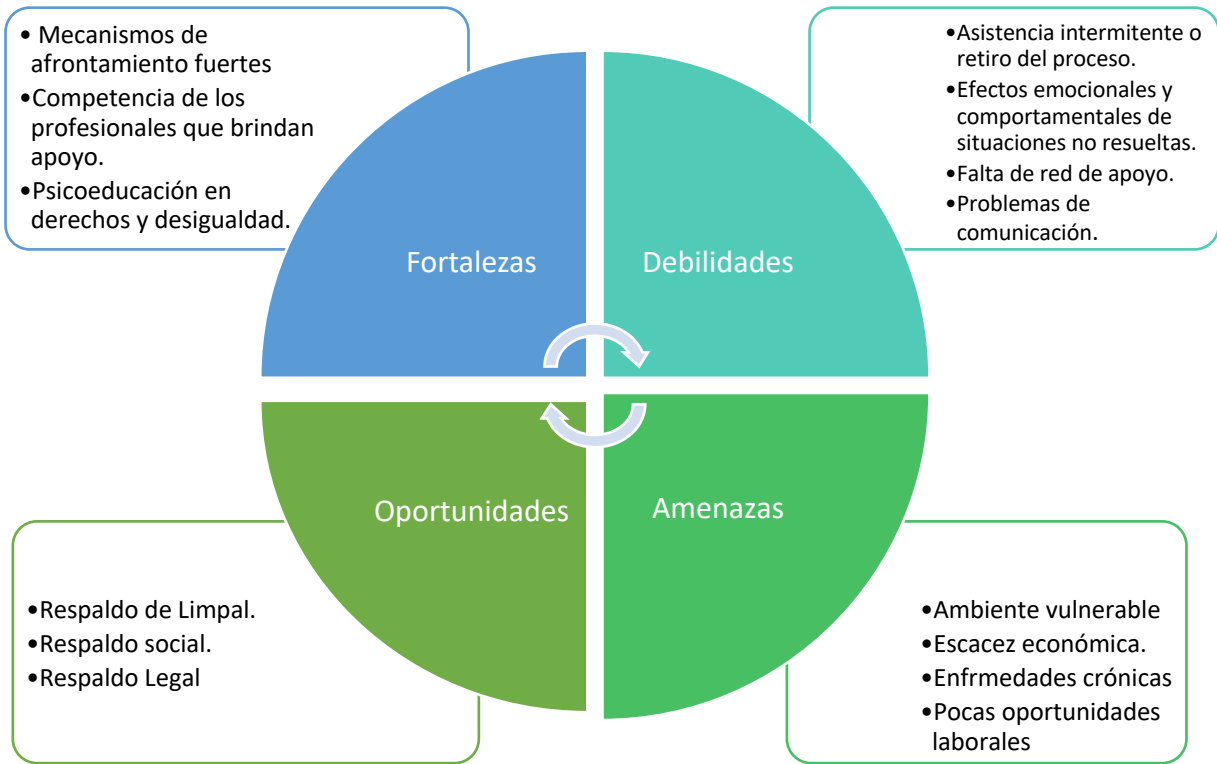 • Mecanismos de
afrontamiento fuertes
•Competencia de los
profesionales que brindan
apoyo.
•Psicoeducación en
derechos y desigualdad.
•Asistencia intermitente o
retiro del proceso.
•Efectos emocionales y
comportamentales de
situaciones no resueltas.
•Falta de red de apoyo.
•Problemas de
comunicación.
Fortalezas
Debilidades
Oportunidades
Amenazas
•Respaldo de Limpal.
•Respaldo social.
•Respaldo Legal
•Ambiente vulnerable
•Escacez económica.
•Enfrmedades crónicas
•Pocas oportunidades
laborales